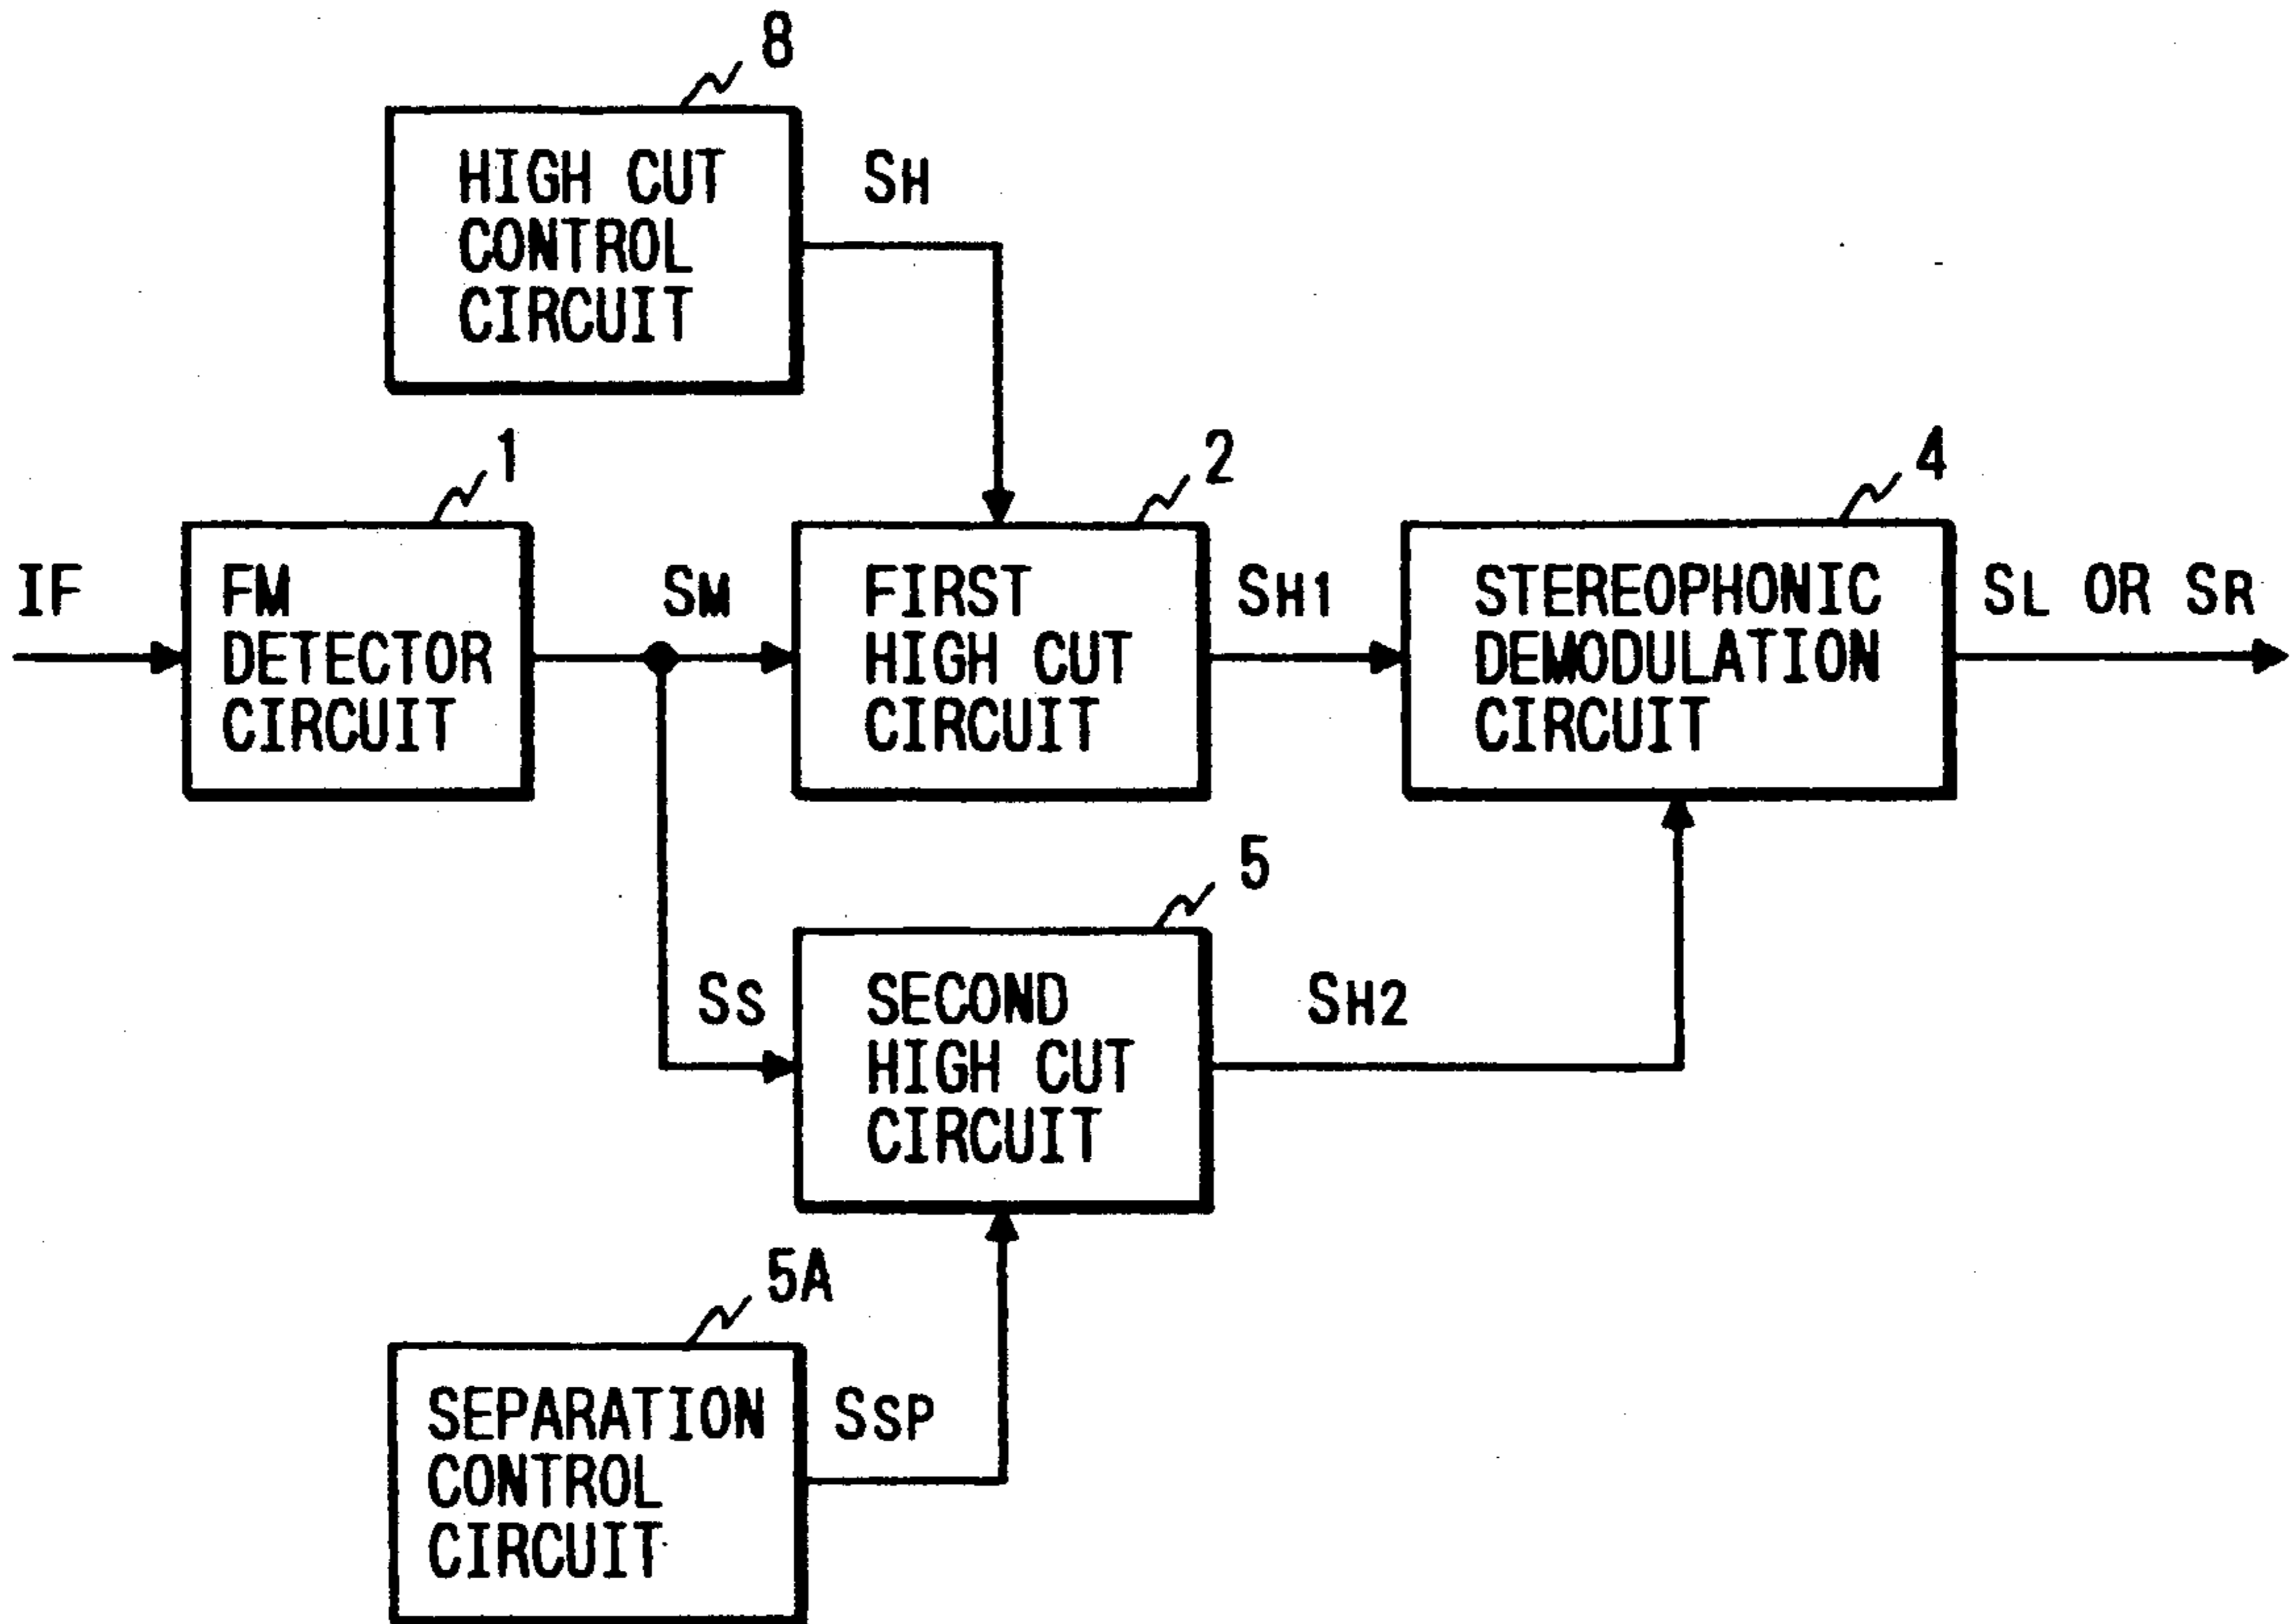 8
HIGH CUT
CONTROL
CIRCUIT
SH
1
2
4
IF
FM
DETECTOR
CIRCUIT
SM
FIRST
HIGH CUT
CIRCUIT
SH1
STEREOPHONIC
DEMODULATION
CIRCUIT
SL OR SR
5
SS
SECOND
HIGH CUT
CIRCUIT
SH2
5A
SEPARATION
CONTROL
CIRCUIT
SSP